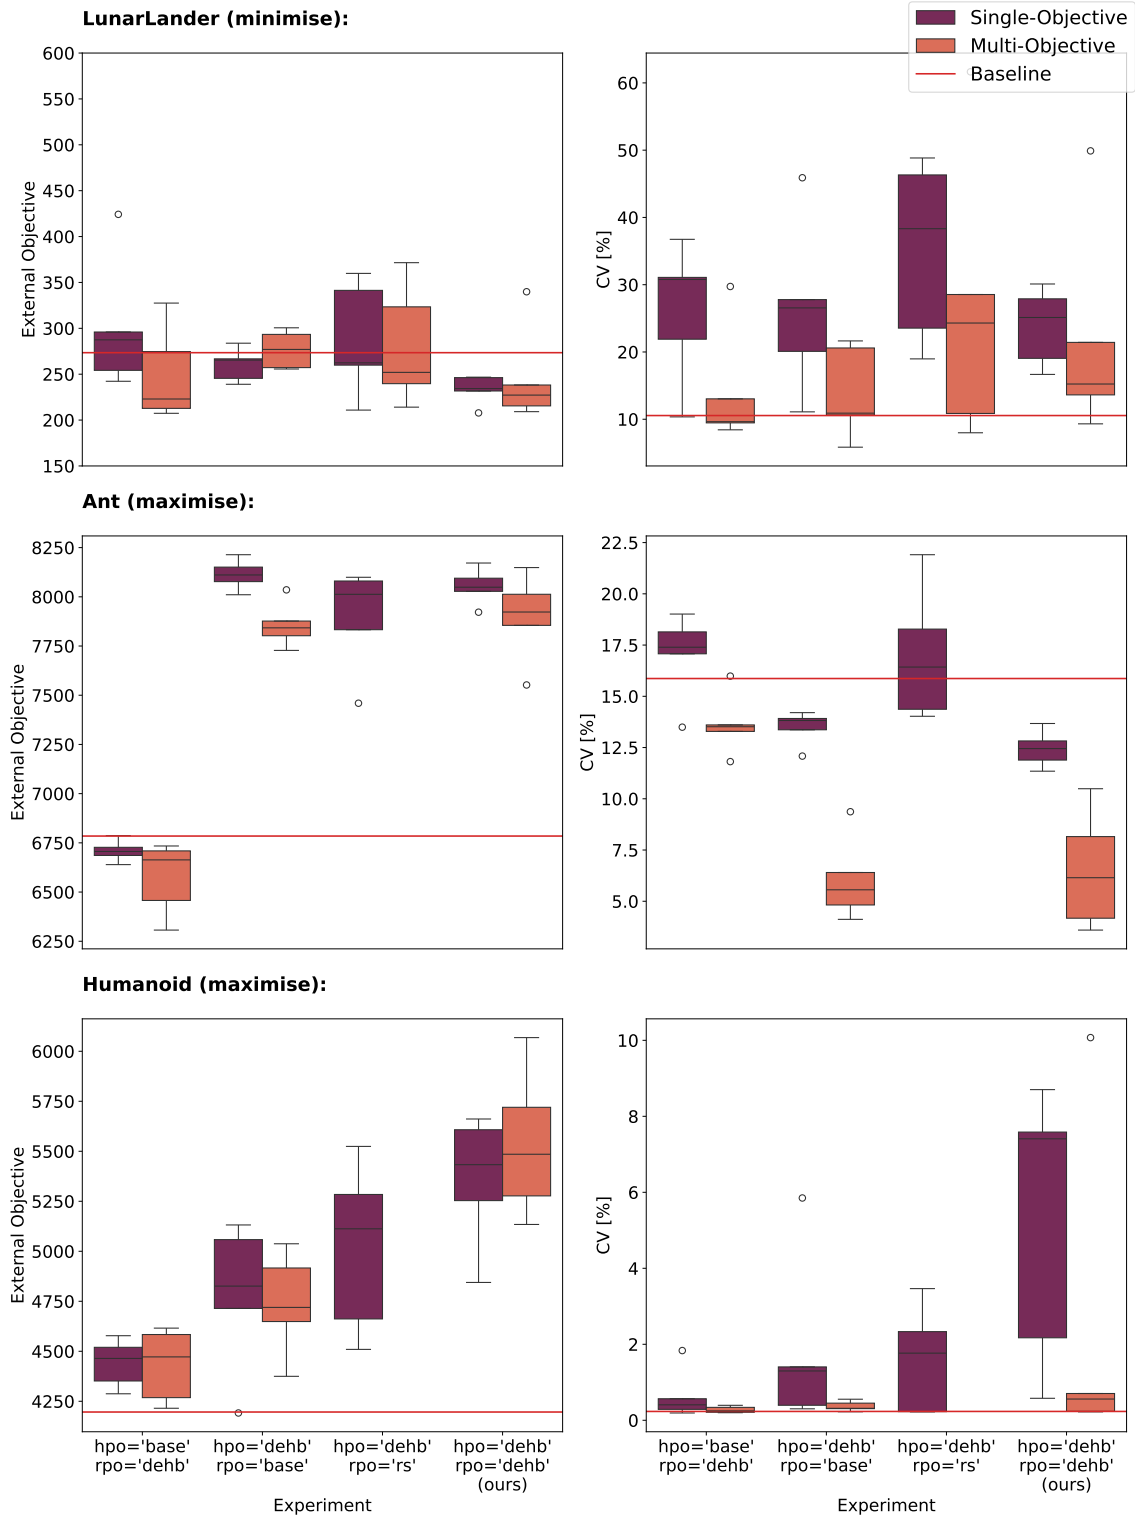 LunarLander (minimise):
Single-Objective
Multi-Objective
Baseline
600
550
500
450
400
350
300
250
200
150
External Objective
60
50
40
30
20
10
CV [%]
Ant (maximise):
8250
8000
7750
7500
7250
7000
6750
6500
6250
External Objective
22.5
20.0
17.5
15.0
12.5
10.0
7.5
5.0
CV [%]
Humanoid (maximise):
6000
5750
5500
5250
5000
4750
4500
4250
External Objective
10
8
6
4
2
0
CV [%]
hpo='base' hpo='dehb' hpo='dehb' hpo='dehb'
rpo='dehb' rpo='base' rpo='rs' rpo='dehb'
(ours)
Experiment
hpo='base' hpo='dehb' hpo='dehb' hpo='dehb'
rpo='dehb' rpo='base' rpo='rs' rpo='dehb'
(ours)
Experiment